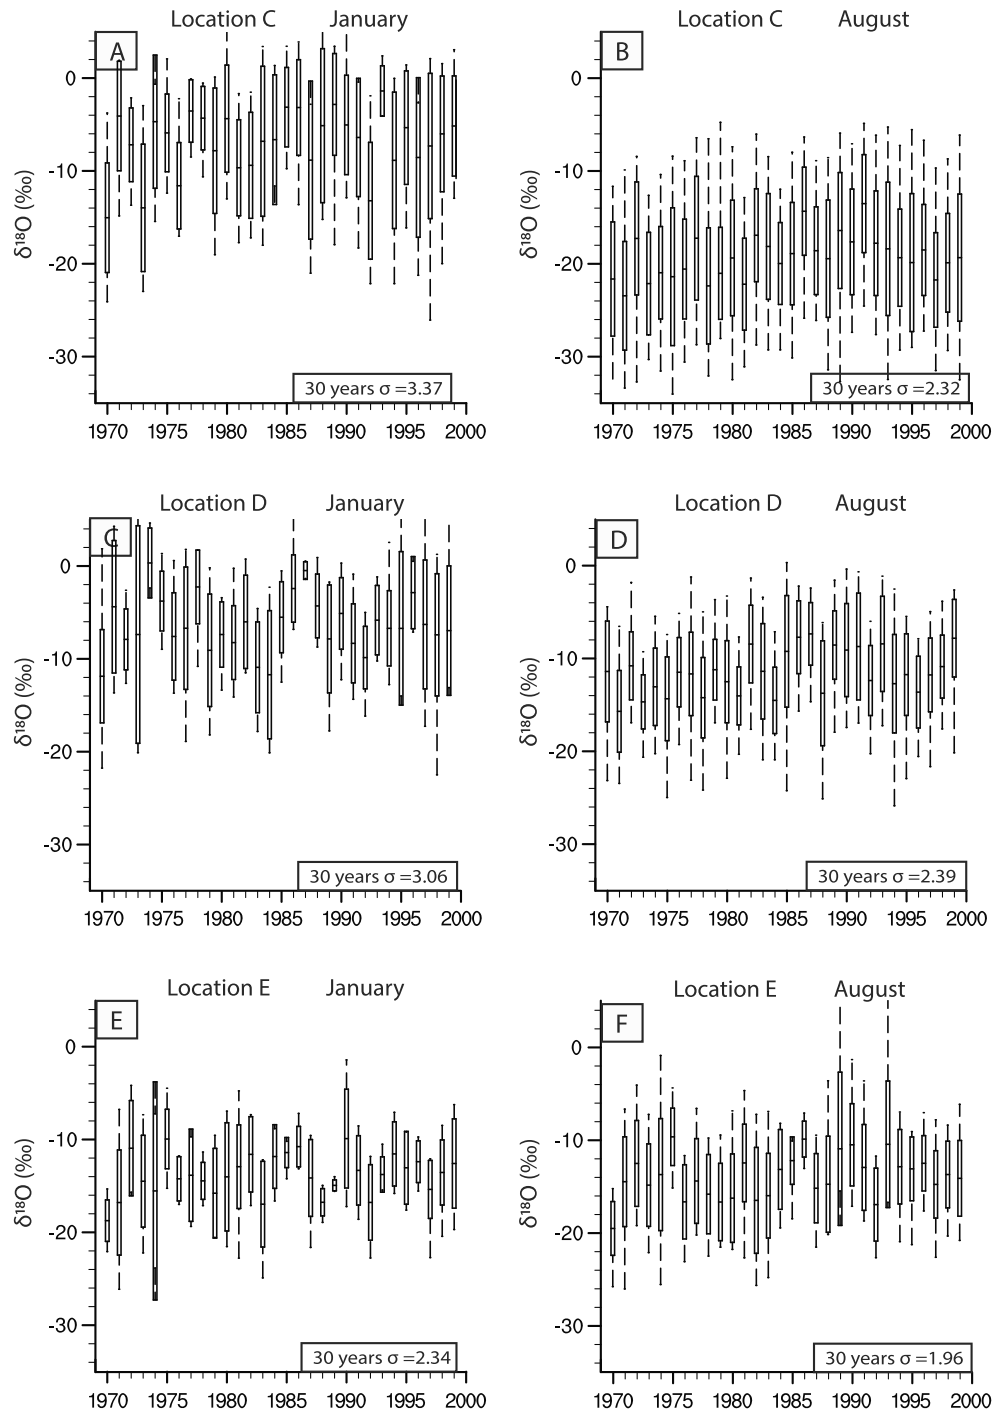 Location C January
A
0
-10
-20
-30
δ¹⁸O (‰)
30 years σ =3.37
1970 1975 1980 1985 1990 1995 2000
Location C August
B
0
-10
-20
-30
δ¹⁸O (‰)
30 years σ =2.32
1970 1975 1980 1985 1990 1995 2000
Location D January
C
0
-10
-20
-30
δ¹⁸O (‰)
30 years σ =3.06
1970 1975 1980 1985 1990 1995 2000
Location D August
D
0
-10
-20
-30
δ¹⁸O (‰)
30 years σ =2.39
1970 1975 1980 1985 1990 1995 2000
Location E January
E
0
-10
-20
-30
δ¹⁸O (‰)
30 years σ =2.34
1970 1975 1980 1985 1990 1995 2000
Location E August
F
0
-10
-20
-30
δ¹⁸O (‰)
30 years σ =1.96
1970 1975 1980 1985 1990 1995 2000